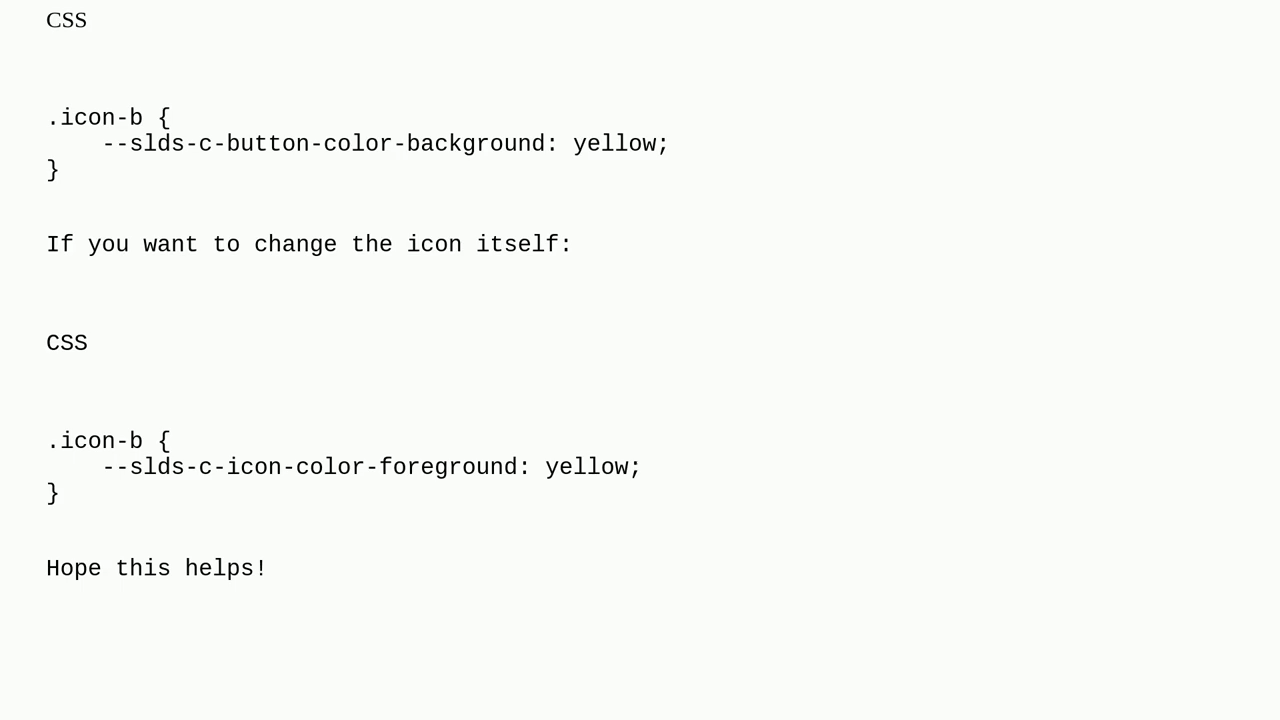 CSS
.icon-b {
    --slds-c-button-color-background: yellow;
}
If you want to change the icon itself:
CSS
.icon-b {
    --slds-c-icon-color-foreground: yellow;
}
Hope this helps!